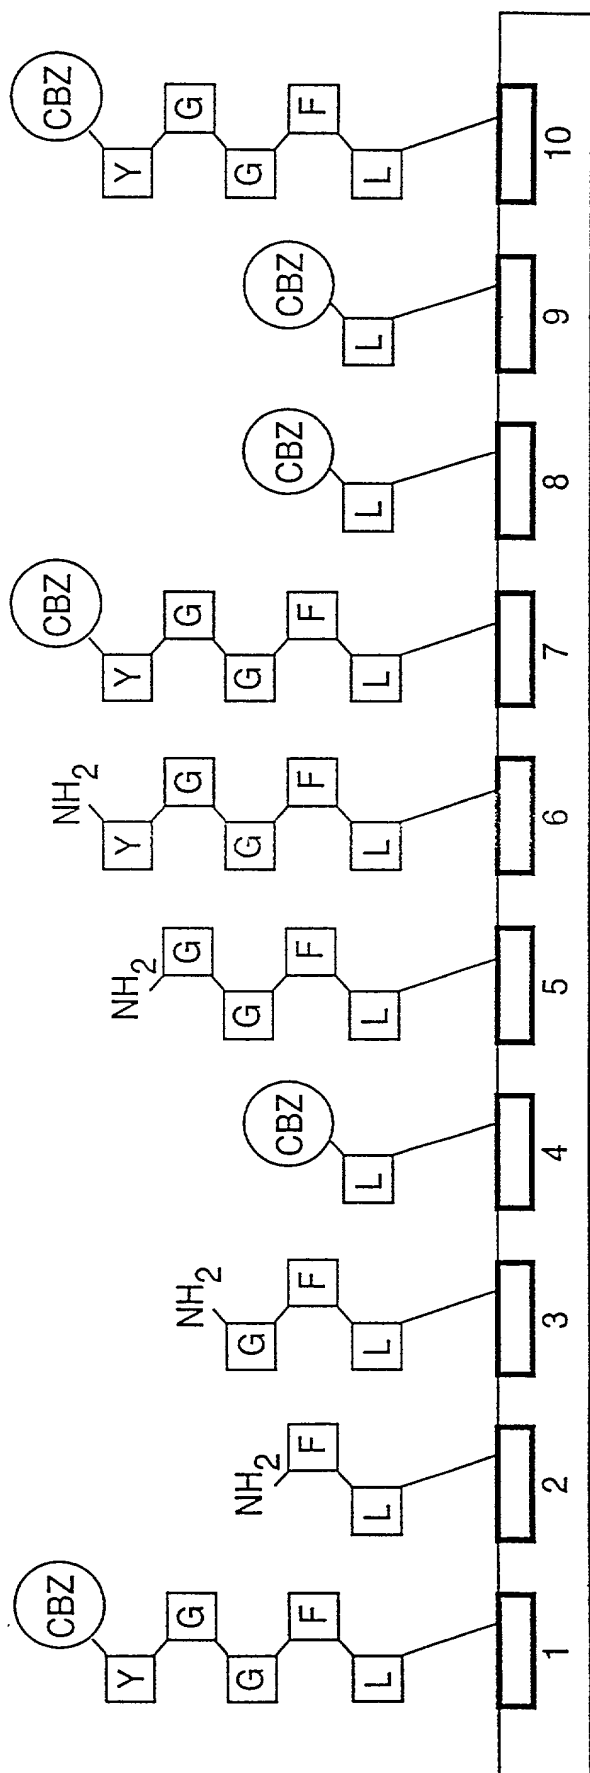 CBZ Y G G F L 1
NH2 F L 2
NH2 G F L 3
CBZ L 4
NH2 G G F L 5
NH2 Y G G F L 6
CBZ Y G G F L 7
CBZ L 8
CBZ L 9
CBZ Y G G F L 10